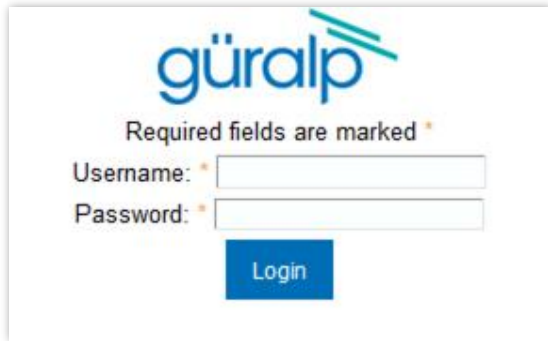 güralp
Required fields are marked *
Username: *
Password: *
Login